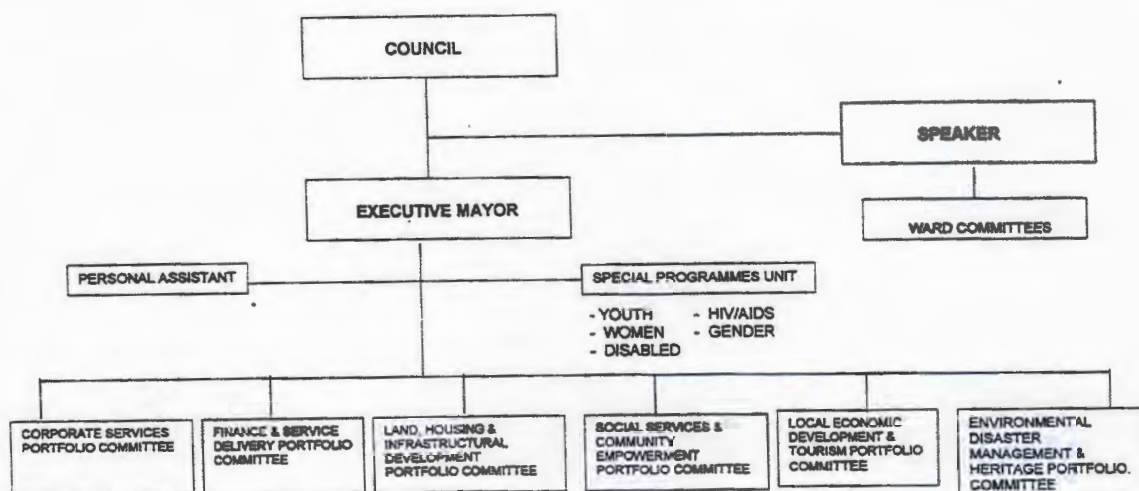 COUNCIL
SPEAKER
EXECUTIVE MAYOR
WARD COMMITTEES
PERSONAL ASSISTANT
SPECIAL PROGRAMMES UNIT
- YOUTH - HIV/AIDS
- WOMEN - GENDER
- DISABLED
CORPORATE SERVICES
PORTFOLIO COMMITTEE
FINANCE & SERVICE
DELIVERY PORTFOLIO
COMMITTEE
LAND, HOUSING &
INFRASTRUCTURAL
DEVELOPMENT
PORTFOLIO COMMITTEE
SOCIAL SERVICES &
COMMUNITY
EMPOWERMENT
PORTFOLIO COMMITTEE
LOCAL ECONOMIC
DEVELOPMENT &
TOURISM PORTFOLIO
COMMITTEE
ENVIRONMENTAL
DISASTER
MANAGEMENT &
HERITAGE PORTFOLIO.
COMMITTEE